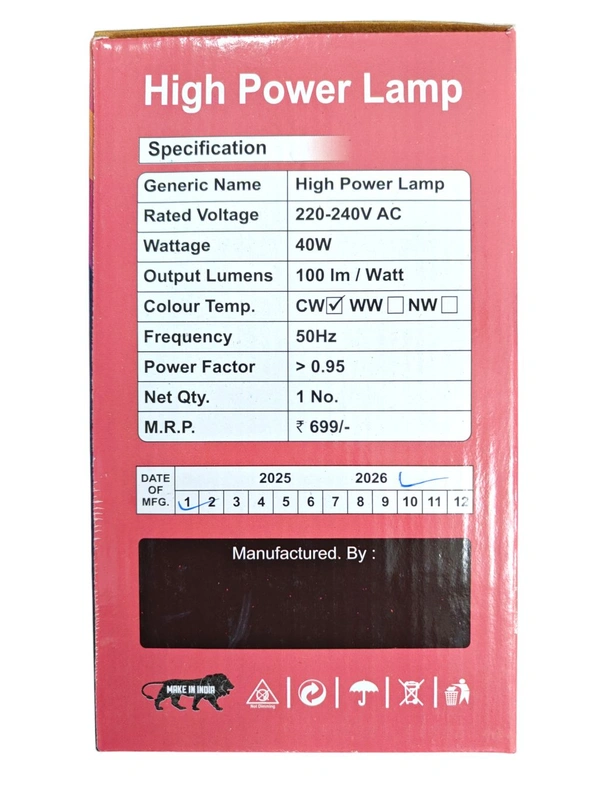 High Power Lamp
Specification
Generic Name High Power Lamp
Rated Voltage 220-240V AC
Wattage 40W
Output Lumens 100 lm / Watt
Colour Temp. CW☑ WW☐ NW☐
Frequency 50Hz
Power Factor > 0.95
Net Qty. 1 No.
M.R.P. ₹ 699/-
DATE OF MFG. 2025 2026
1 2 3 4 5 6 7 8 9 10 11 12
Manufactured. By :
MAKE IN INDIA
Not Dimming